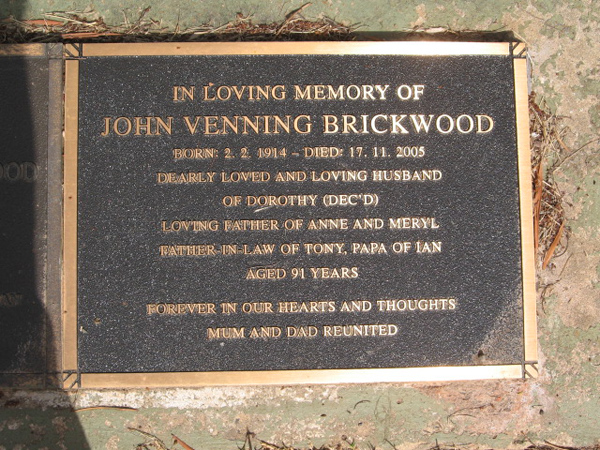 IN LOVING MEMORY OF
JOHN VENNING BRICKWOOD
BORN: 2. 2. 1914 - DIED: 17. 11. 2005
DEARLY LOVED AND LOVING HUSBAND
OF DOROTHY (DEC'D)
LOVING FATHER OF ANNE AND MERYL
FATHER-IN-LAW OF TONY, PAPA OF IAN
AGED 91 YEARS
FOREVER IN OUR HEARTS AND THOUGHTS
MUM AND DAD REUNITED